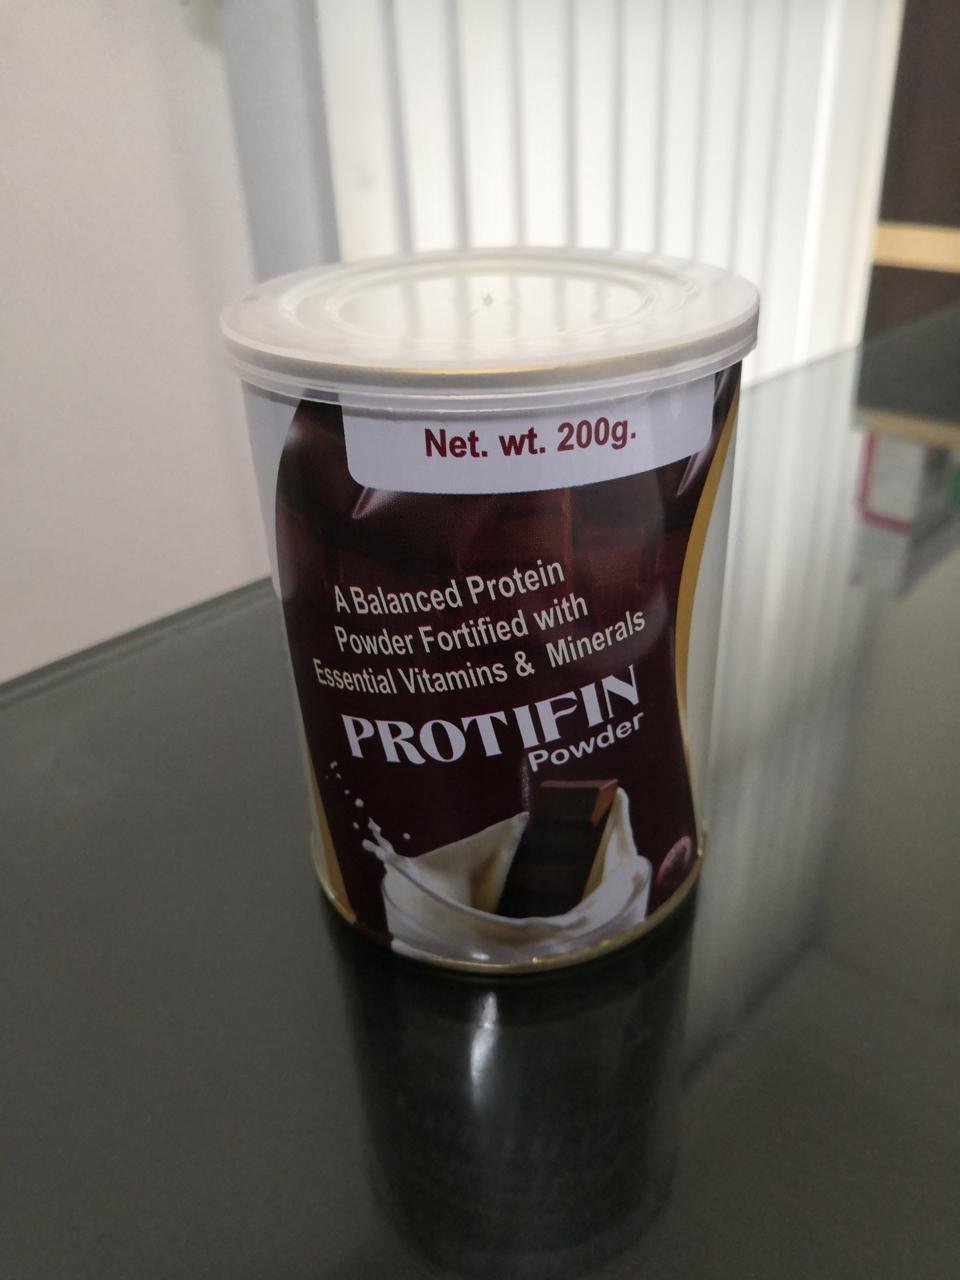 Net. wt. 200g.
A Balanced Protein
Powder Fortified with
Essential Vitamins & Minerals
PROTIFIN
Powder